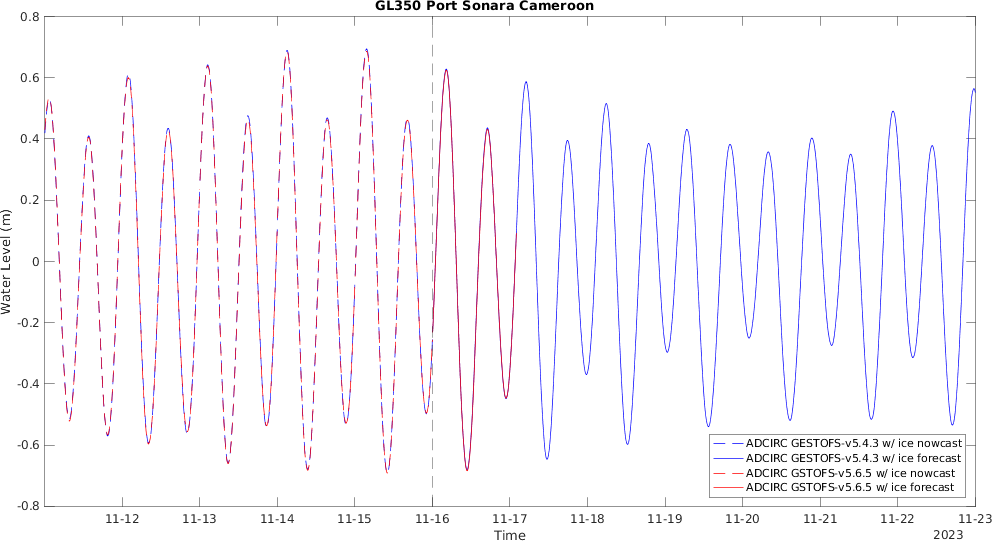 GL350 Port Sonara Cameroon
0.8
0.6
0.4
0.2
0
-0.2
-0.4
-0.6
-0.8
Water Level (m)
ADCIRC GESTOFS-v5.4.3 w/ ice nowcast
ADCIRC GESTOFS-v5.4.3 w/ ice forecast
ADCIRC GSTOFS-v5.6.5 w/ ice nowcast
ADCIRC GSTOFS-v5.6.5 w/ ice forecast
11-12 11-13 11-14 11-15 11-16 11-17 11-18 11-19 11-20 11-21 11-22 11-23
Time
2023